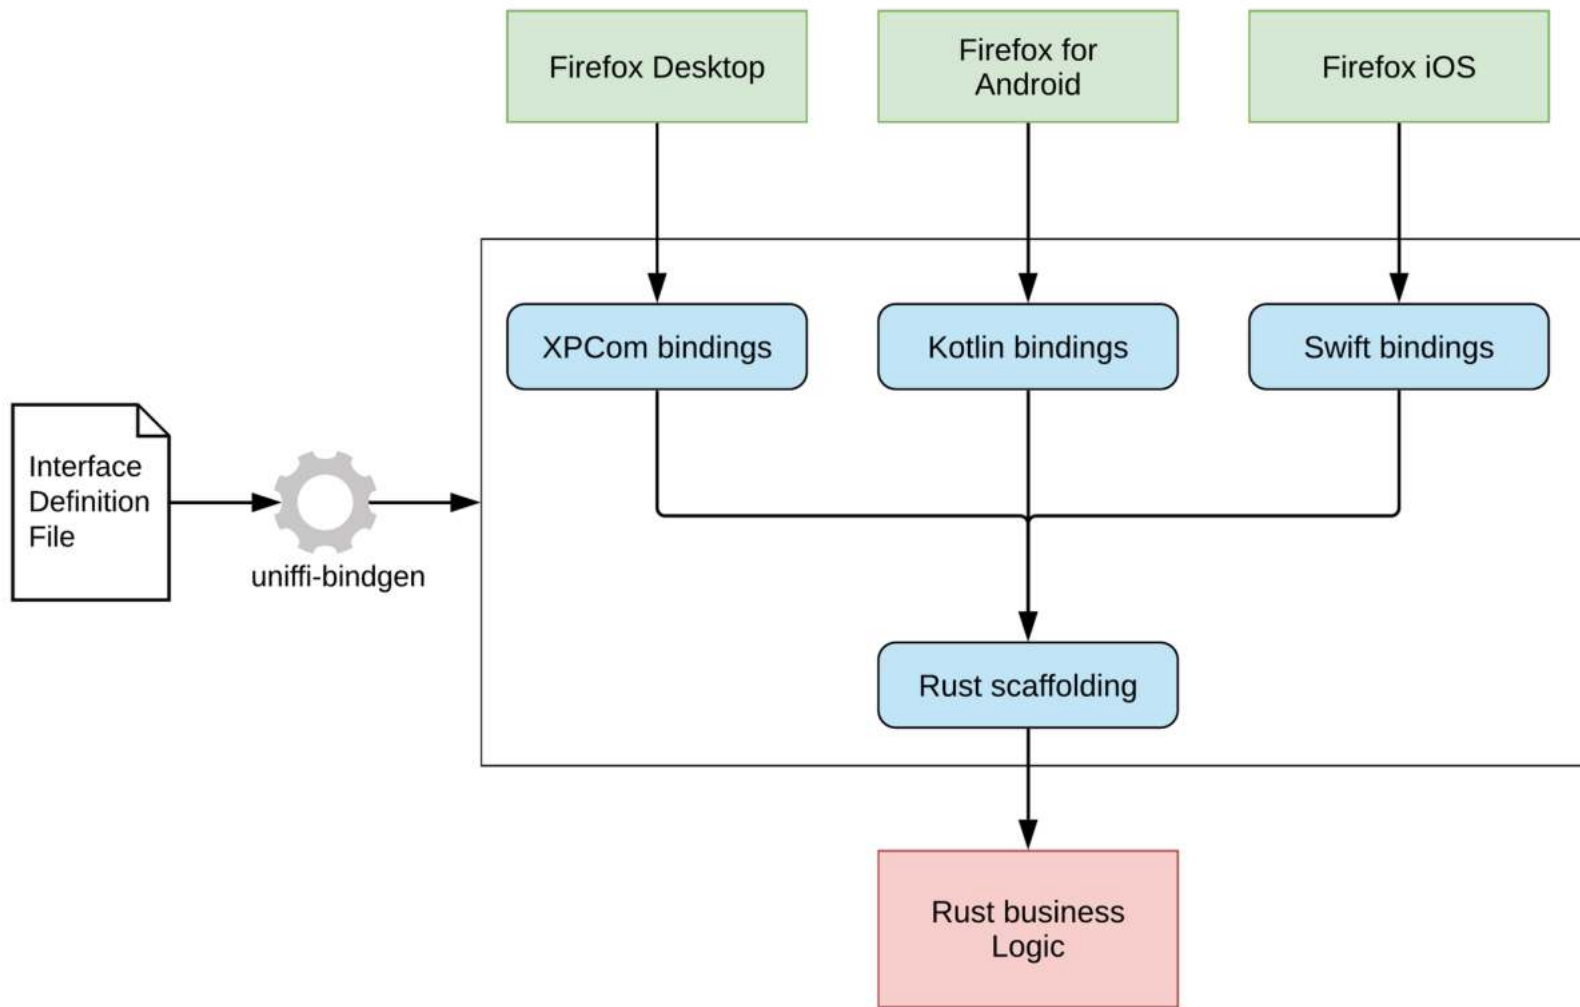 Firefox Desktop
Firefox for
Android
Firefox iOS
XPCom bindings
Kotlin bindings
Swift bindings
Interface
Definition
File
uniffi-bindgen
Rust scaffolding
Rust business
Logic